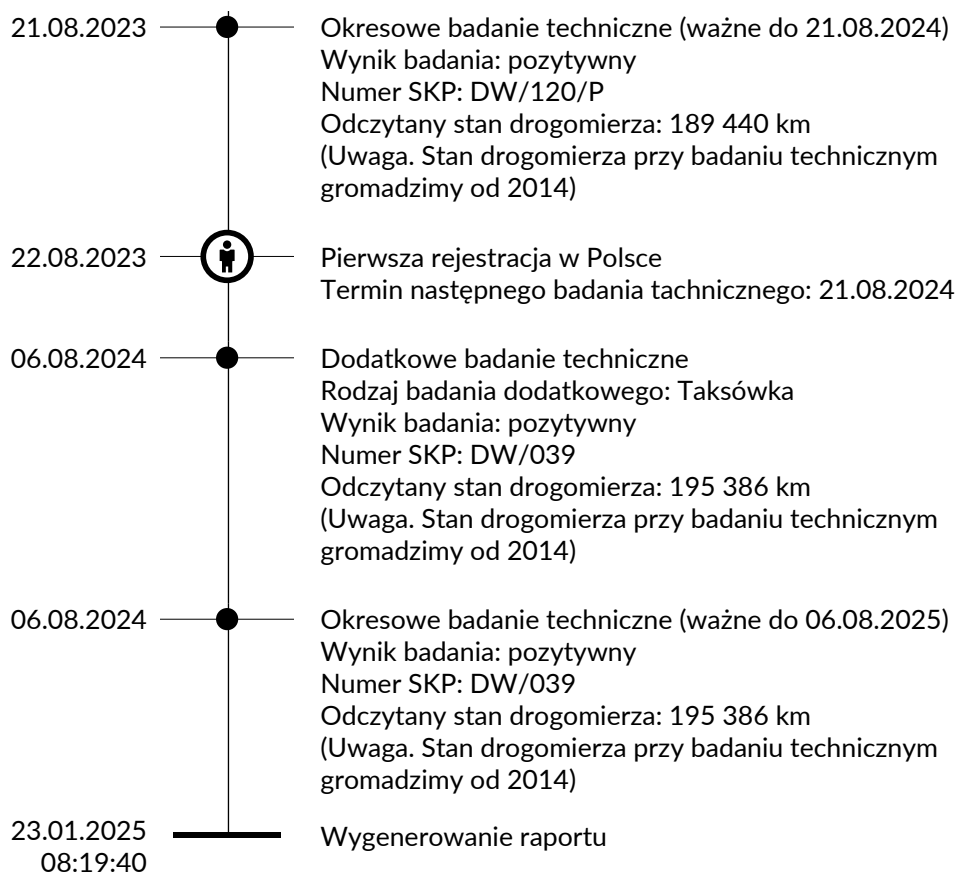 21.08.2023
Okresowe badanie techniczne (ważne do 21.08.2024)
Wynik badania: pozytywny
Numer SKP: DW/120/P
Odczytany stan drogomierza: 189 440 km
(Uwaga. Stan drogomierza przy badaniu technicznym
gromadzimy od 2014)
22.08.2023
Pierwsza rejestracja w Polsce
Termin następnego badania tachnicznego: 21.08.2024
06.08.2024
Dodatkowe badanie techniczne
Rodzaj badania dodatkowego: Taksówka
Wynik badania: pozytywny
Numer SKP: DW/039
Odczytany stan drogomierza: 195 386 km
(Uwaga. Stan drogomierza przy badaniu technicznym
gromadzimy od 2014)
06.08.2024
Okresowe badanie techniczne (ważne do 06.08.2025)
Wynik badania: pozytywny
Numer SKP: DW/039
Odczytany stan drogomierza: 195 386 km
(Uwaga. Stan drogomierza przy badaniu technicznym
gromadzimy od 2014)
23.01.2025
08:19:40
Wygenerowanie raportu